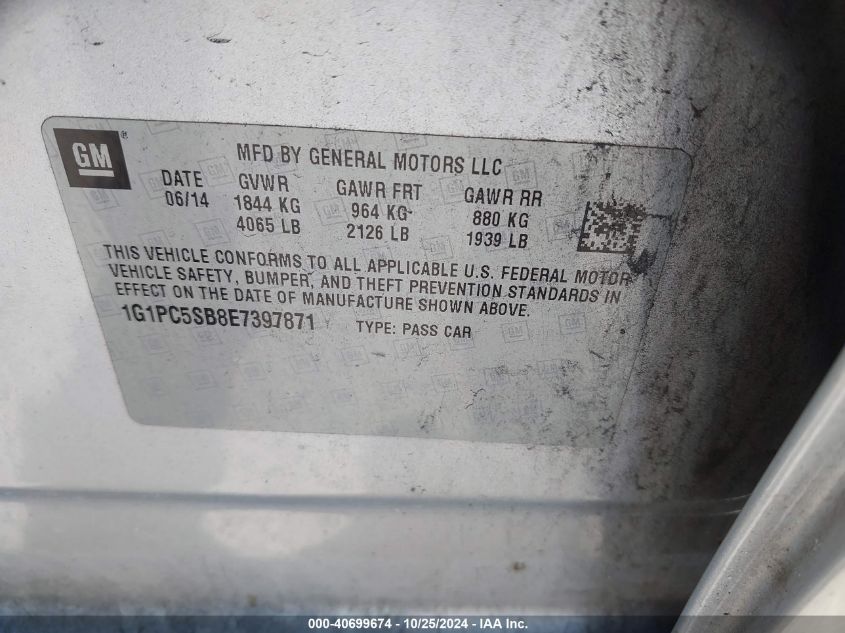 GM®
MFD BY GENERAL MOTORS LLC
DATE GVWR GAWR FRT GAWR RR
06/14 1844 KG 964 KG 880 KG
4065 LB 2126 LB 1939 LB
THIS VEHICLE CONFORMS TO ALL APPLICABLE U.S. FEDERAL MOTOR
VEHICLE SAFETY, BUMPER, AND THEFT PREVENTION STANDARDS IN
EFFECT ON THE DATE OF MANUFACTURE SHOWN ABOVE.
1G1PC5SB8E7397871 TYPE: PASS CAR
000-40699674 - 10/25/2024 - IAA Inc.